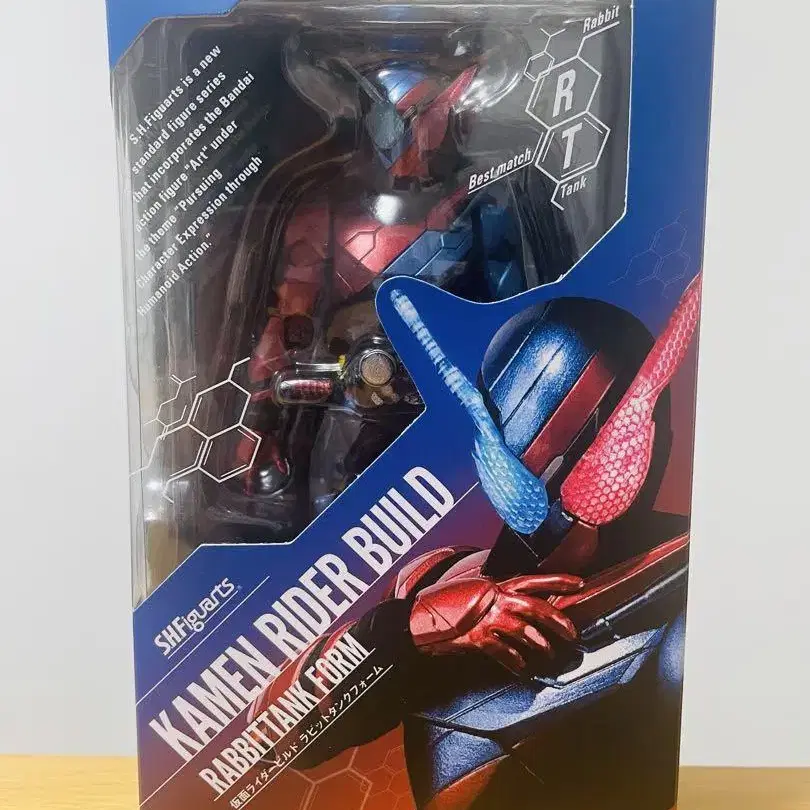 S.H.Figuarts is a new
standard figure series
that incorporates the Bandai
action figure "Art" under
the theme "Pursuing
Character Expression through
Humanoid Action."
Rabbit
R
T
Best match
Tank
S.H.Figuarts
KAMEN RIDER BUILD
RABBITTANK FORM
仮面ライダービルド ラビットタンクフォーム